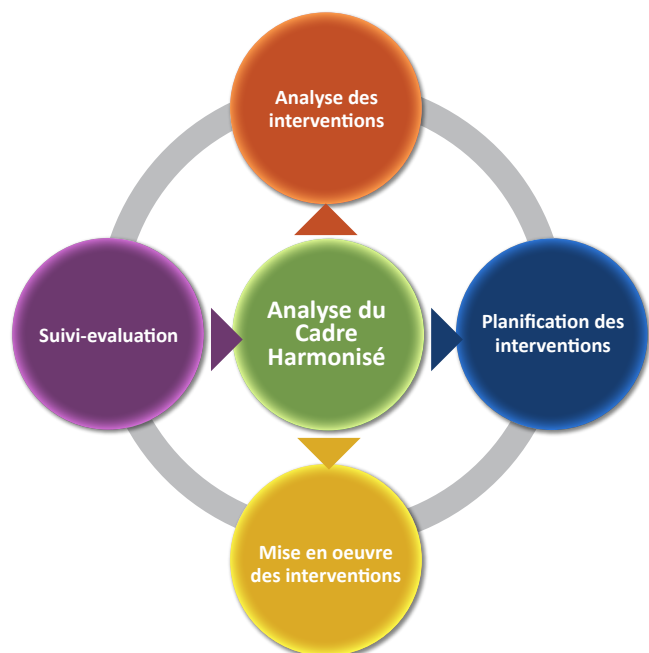 Analyse des
interventions
Suivi-evaluation
Analyse du
Cadre
Harmonisé
Planification des
interventions
Mise en oeuvre
des interventions